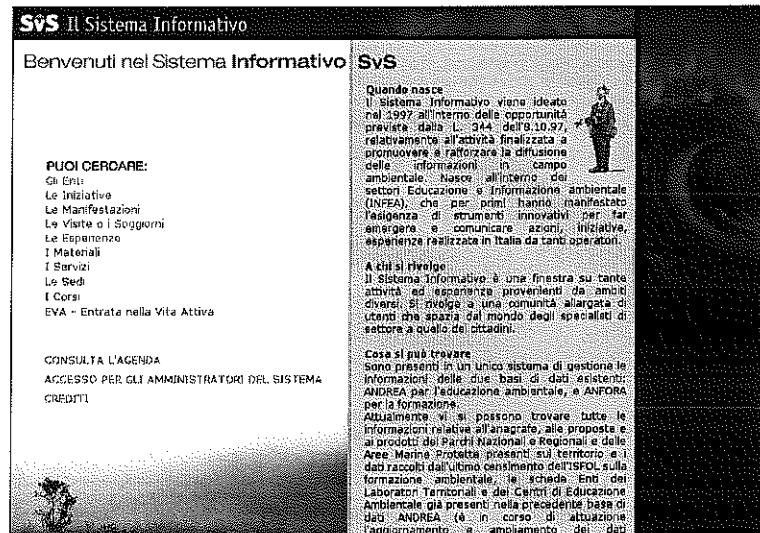 SvS Il Sistema Informativo
Benvenuti nel Sistema Informativo SvS
PUOI CERCARE:
Gli Enti
Le Iniziative
Le Manifestazioni
Le Visite o i Soggiorni
Le Esperienze
I Materiali
I Servizi
Le Sedi
I Corsi
EVA - Entrata nella Vita Attiva
CONSULTA L'AGENDA
ACCESSO PER GLI AMMINISTRATORI DEL SISTEMA
CREDITI
Quando nasce
Il Sistema Informativo viene ideato
nel 1997 all'interno delle opportunità
previste dalla L. 344 dell'8.10.97,
relativamente all'attività finalizzata a
promuovere e rafforzare la diffusione
delle informazioni in campo
ambientale. Nasce all'interno dei
settori Educazione e Informazione ambientale
(INFEA), che per primi hanno manifestato
l'esigenza di strumenti innovativi per far
emergere e comunicare azioni, iniziative,
esperienze realizzate in Italia da tanti operatori.
A chi si rivolge
Il Sistema Informativo è una finestra su tante
attività ed esperienze provenienti da ambiti
diversi. Si rivolge a una comunità allargata di
utenti che spazia dal mondo degli specialisti di
settore a quello dei cittadini.
Cosa si può trovare
Sono presenti in un unico sistema di gestione le
informazioni delle due basi di dati esistenti:
ANDREA per l'educazione ambientale, e ANFORA
per la formazione.
Attualmente vi si possono trovare tutte le
informazioni relative all'anagrafe, alle proposte e
ai prodotti dei Parchi Nazionali e Regionali e delle
Aree Marine Protette presenti sul territorio e i
dati raccolti dall'ultimo censimento dell'ISFOL sulla
formazione ambientale, le schede Enti dei
Laboratori Territoriali e dei Centri di Educazione
Ambientale già presenti nella precedente base di
dati ANDREA (è in corso di attuazione
l'aggiornamento e ampliamento dei dati